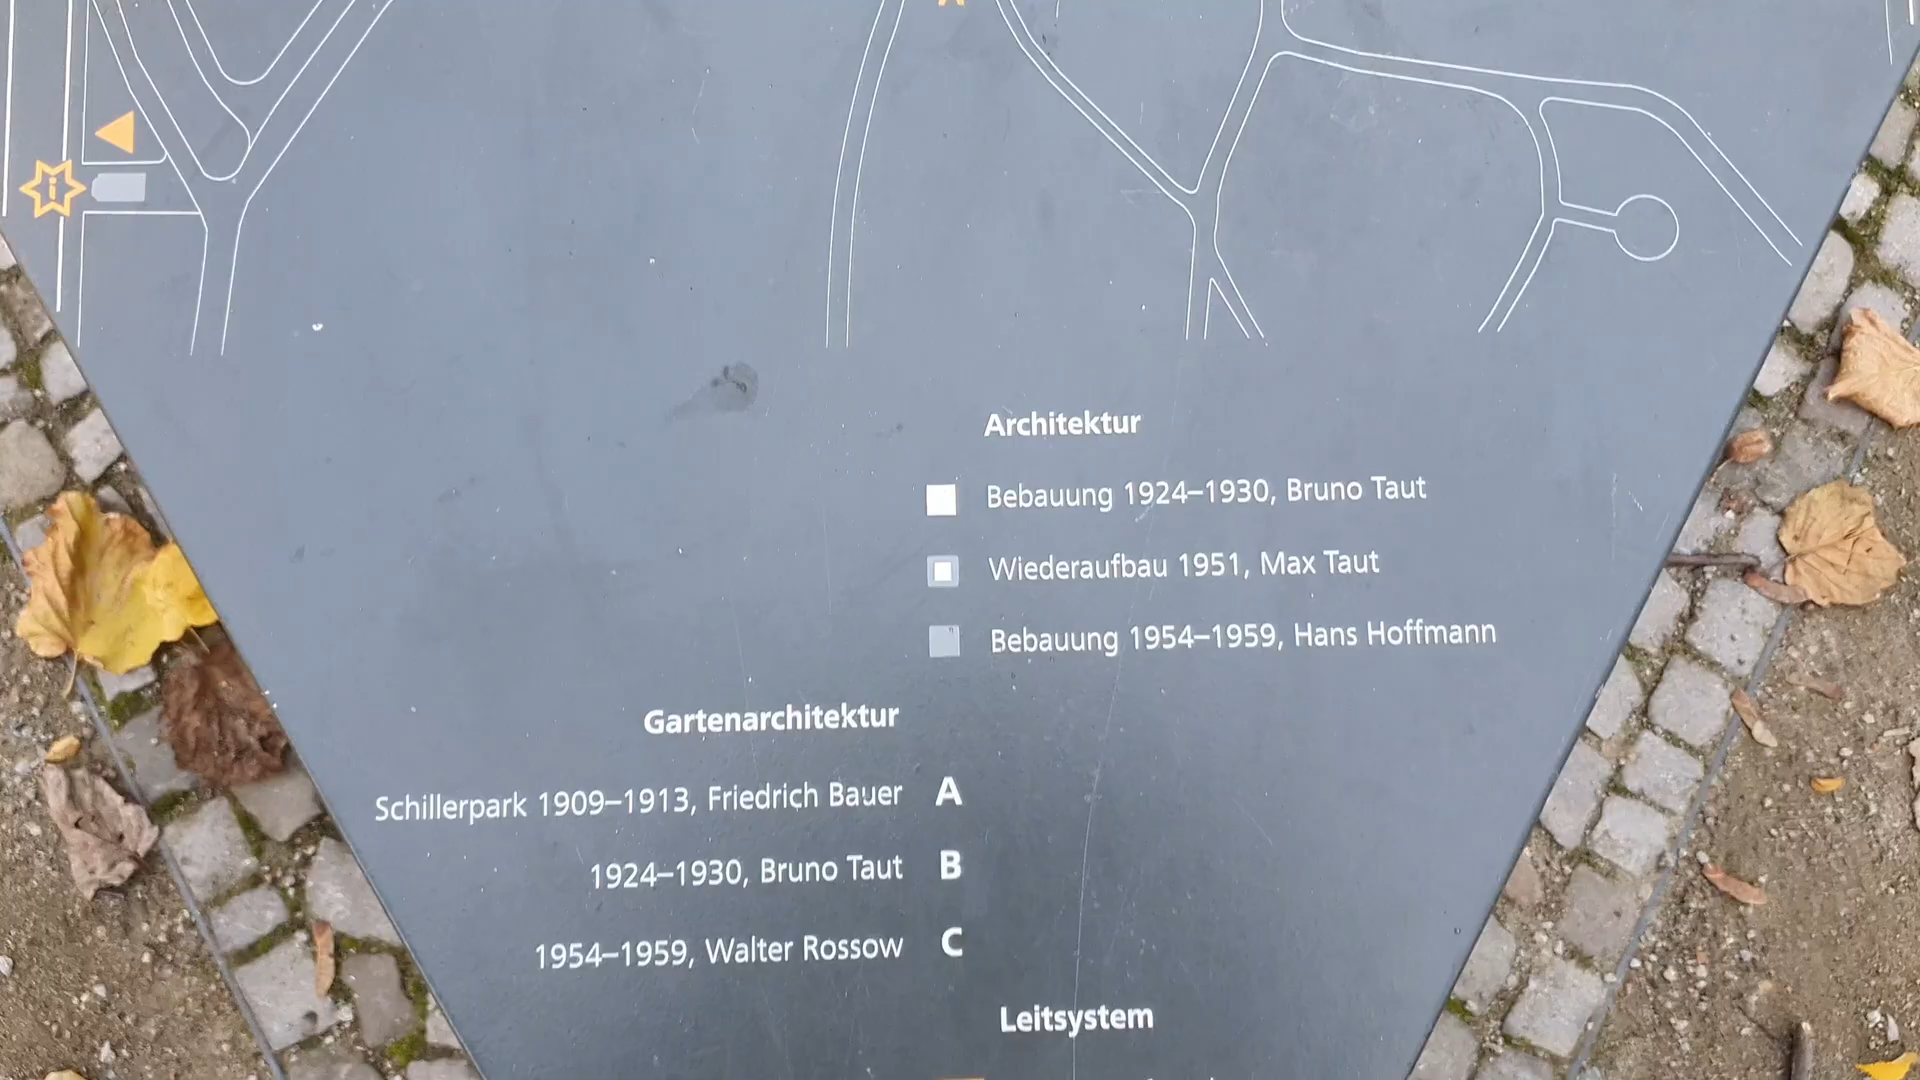 i
Architektur
Bebauung 1924–1930, Bruno Taut
Wiederaufbau 1951, Max Taut
Bebauung 1954–1959, Hans Hoffmann
Gartenarchitektur
Schillerpark 1909–1913, Friedrich Bauer A
1924–1930, Bruno Taut B
1954–1959, Walter Rossow C
Leitsystem